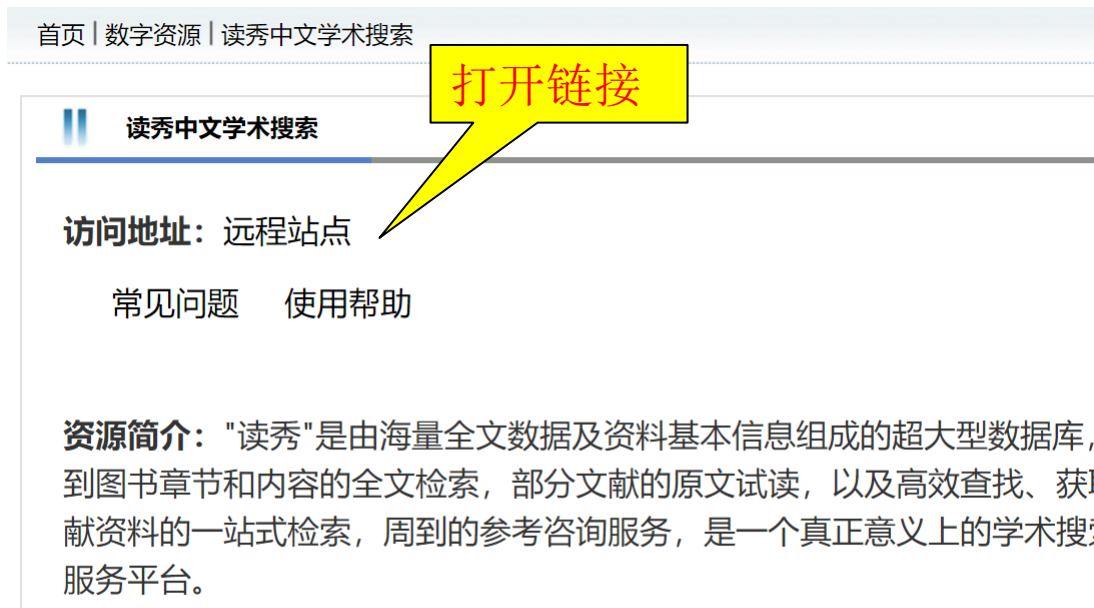 首页 | 数字资源 | 读秀中文学术搜索
打开链接
读秀中文学术搜索
访问地址：远程站点
常见问题 使用帮助
资源简介："读秀"是由海量全文数据及资料基本信息组成的超大型数据库，
到图书章节和内容的全文检索，部分文献的原文试读，以及高效查找、获
献资料的一站式检索，周到的参考咨询服务，是一个真正意义上的学术搜
服务平台。